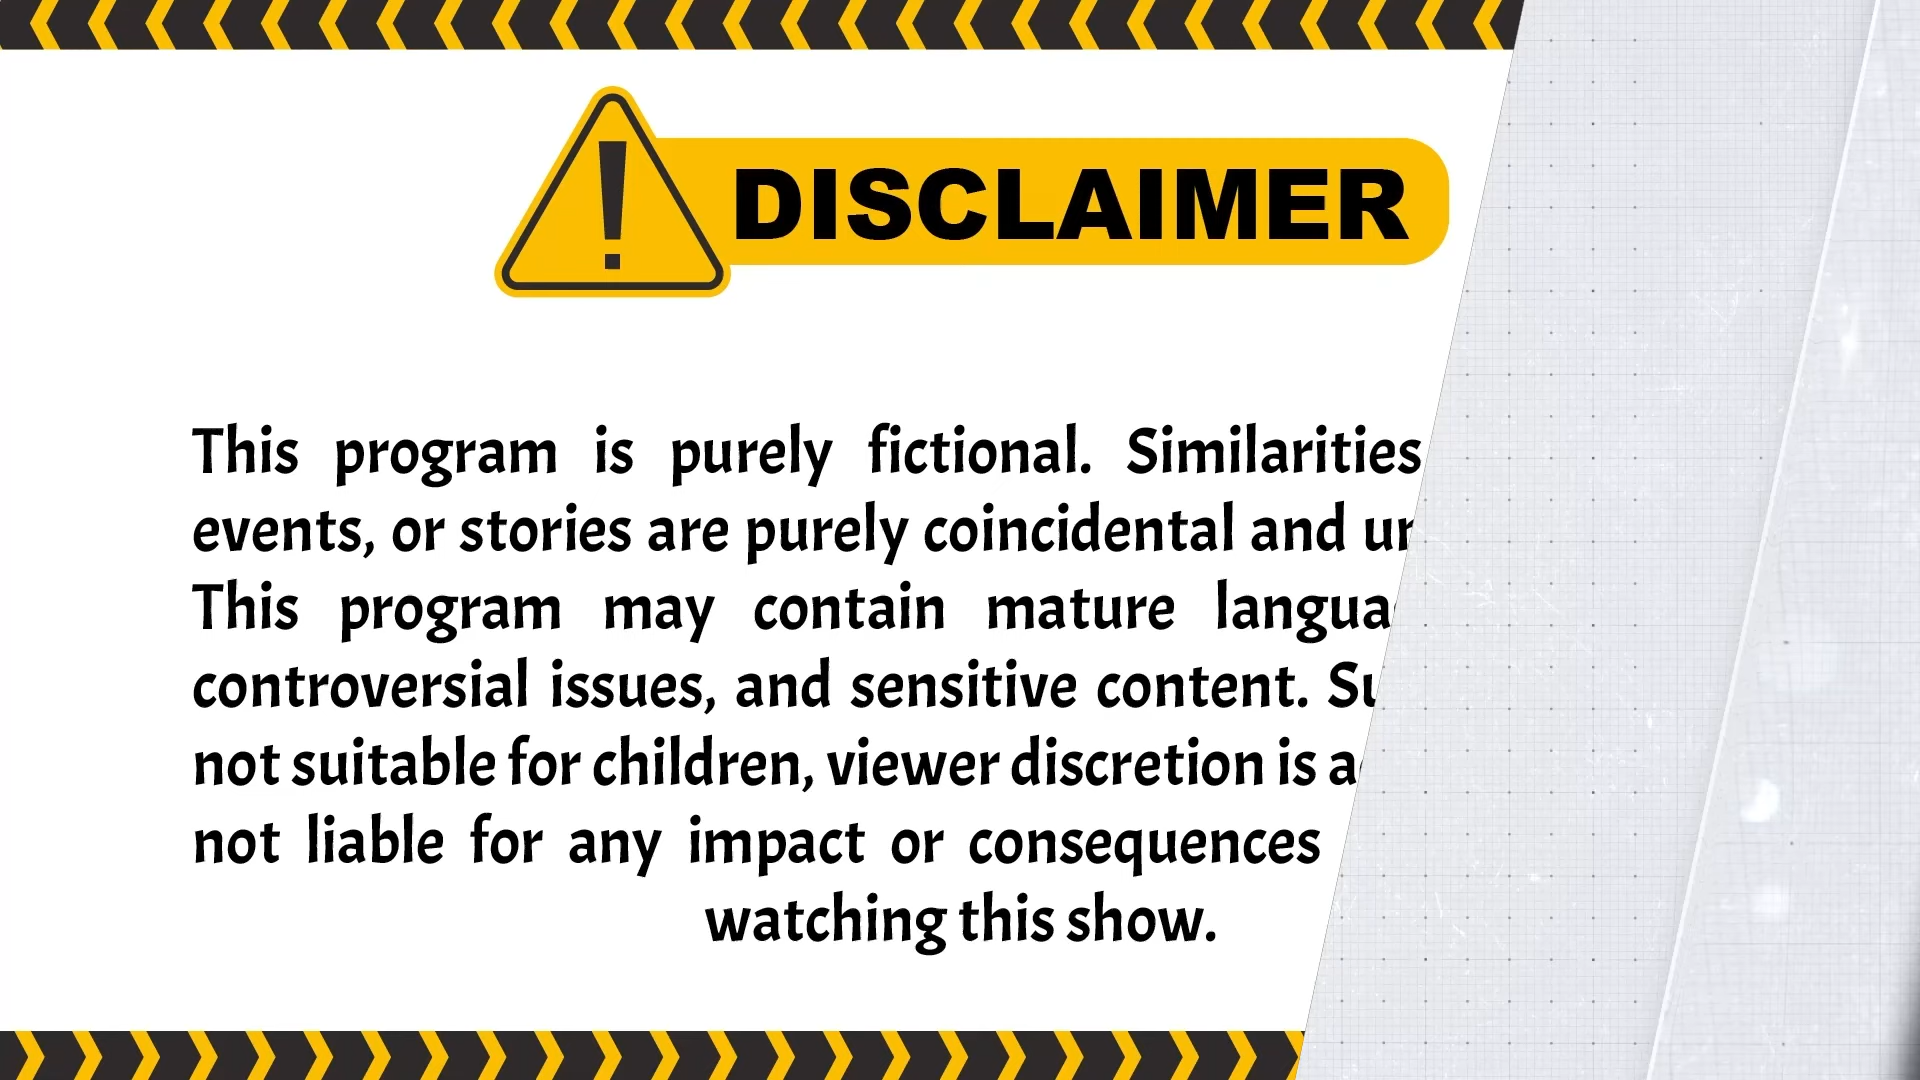 DISCLAIMER
This program is purely fictional. Similarities
events, or stories are purely coincidental and
This program may contain mature
controversial issues, and sensitive content.
not suitable for children, viewer discretion is
not liable for any impact or consequences
watching this show.